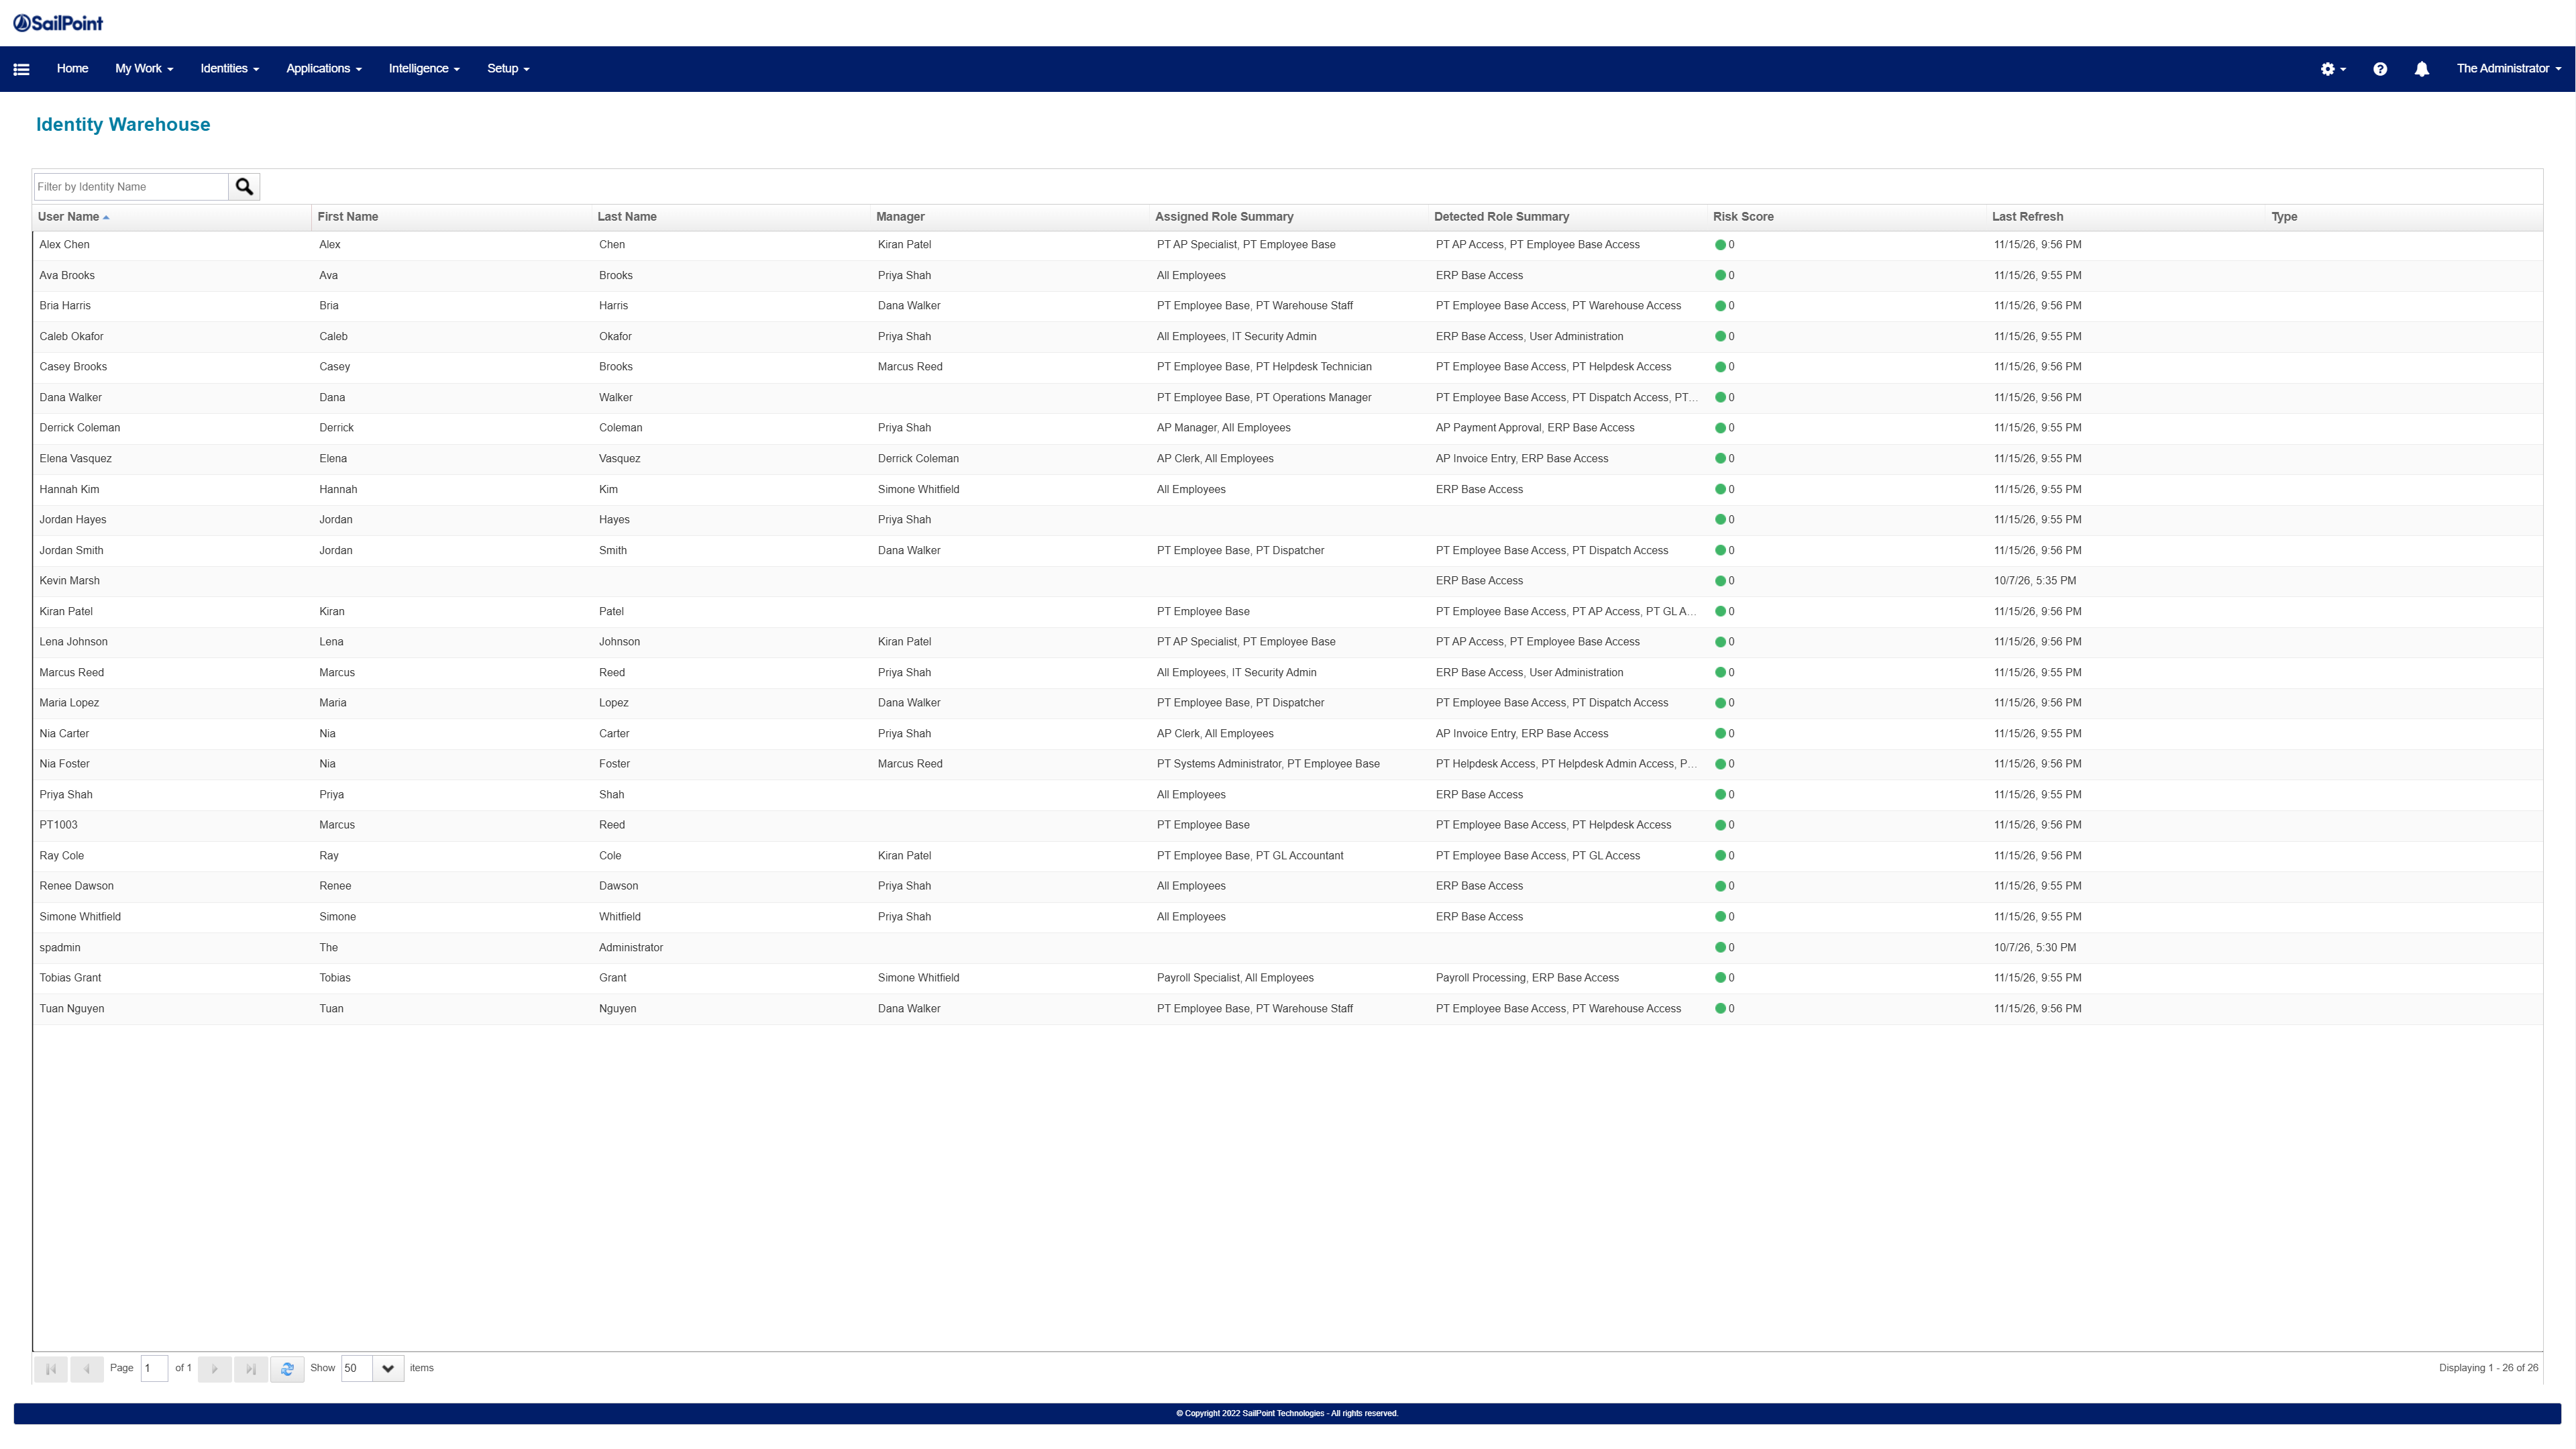 SailPoint
Home My Work Identities Applications Intelligence Setup The Administrator
Identity Warehouse
Filter by Identity Name
User Name First Name Last Name Manager Assigned Role Summary Detected Role Summary Risk Score Last Refresh Type
Alex Chen Alex Chen Kiran Patel PT AP Specialist, PT Employee Base PT AP Access, PT Employee Base Access 0 11/15/26, 9:56 PM
Ava Brooks Ava Brooks Priya Shah All Employees ERP Base Access 0 11/15/26, 9:55 PM
Bria Harris Bria Harris Dana Walker PT Employee Base, PT Warehouse Staff PT Employee Base Access, PT Warehouse Access 0 11/15/26, 9:56 PM
Caleb Okafor Caleb Okafor Priya Shah All Employees, IT Security Admin ERP Base Access, User Administration 0 11/15/26, 9:55 PM
Casey Brooks Casey Brooks Marcus Reed PT Employee Base, PT Helpdesk Technician PT Employee Base Access, PT Helpdesk Access 0 11/15/26, 9:56 PM
Dana Walker Dana Walker PT Employee Base, PT Operations Manager PT Employee Base Access, PT Dispatch Access, PT... 0 11/15/26, 9:56 PM
Derrick Coleman Derrick Coleman Priya Shah AP Manager, All Employees AP Payment Approval, ERP Base Access 0 11/15/26, 9:55 PM
Elena Vasquez Elena Vasquez Derrick Coleman AP Clerk, All Employees AP Invoice Entry, ERP Base Access 0 11/15/26, 9:55 PM
Hannah Kim Hannah Kim Simone Whitfield All Employees ERP Base Access 0 11/15/26, 9:55 PM
Jordan Hayes Jordan Hayes Priya Shah 0 11/15/26, 9:55 PM
Jordan Smith Jordan Smith Dana Walker PT Employee Base, PT Dispatcher PT Employee Base Access, PT Dispatch Access 0 11/15/26, 9:56 PM
Kevin Marsh ERP Base Access 0 10/7/26, 5:35 PM
Kiran Patel Kiran Patel PT Employee Base PT Employee Base Access, PT AP Access, PT GL A... 0 11/15/26, 9:56 PM
Lena Johnson Lena Johnson Kiran Patel PT AP Specialist, PT Employee Base PT AP Access, PT Employee Base Access 0 11/15/26, 9:56 PM
Marcus Reed Marcus Reed Priya Shah All Employees, IT Security Admin ERP Base Access, User Administration 0 11/15/26, 9:55 PM
Maria Lopez Maria Lopez Dana Walker PT Employee Base, PT Dispatcher PT Employee Base Access, PT Dispatch Access 0 11/15/26, 9:56 PM
Nia Carter Nia Carter Priya Shah AP Clerk, All Employees AP Invoice Entry, ERP Base Access 0 11/15/26, 9:55 PM
Nia Foster Nia Foster Marcus Reed PT Systems Administrator, PT Employee Base PT Helpdesk Access, PT Helpdesk Admin Access, P... 0 11/15/26, 9:56 PM
Priya Shah Priya Shah All Employees ERP Base Access 0 11/15/26, 9:55 PM
PT1003 Marcus Reed PT Employee Base PT Employee Base Access, PT Helpdesk Access 0 11/15/26, 9:56 PM
Ray Cole Ray Cole Kiran Patel PT Employee Base, PT GL Accountant PT Employee Base Access, PT GL Access 0 11/15/26, 9:56 PM
Renee Dawson Renee Dawson Priya Shah All Employees ERP Base Access 0 11/15/26, 9:55 PM
Simone Whitfield Simone Whitfield Priya Shah All Employees ERP Base Access 0 11/15/26, 9:55 PM
spadmin The Administrator 0 10/7/26, 5:30 PM
Tobias Grant Tobias Grant Simone Whitfield Payroll Specialist, All Employees Payroll Processing, ERP Base Access 0 11/15/26, 9:55 PM
Tuan Nguyen Tuan Nguyen Dana Walker PT Employee Base, PT Warehouse Staff PT Employee Base Access, PT Warehouse Access 0 11/15/26, 9:56 PM
Page 1 of 1 Show 50 items Displaying 1 - 26 of 26
© Copyright 2022 SailPoint Technologies - All rights reserved.